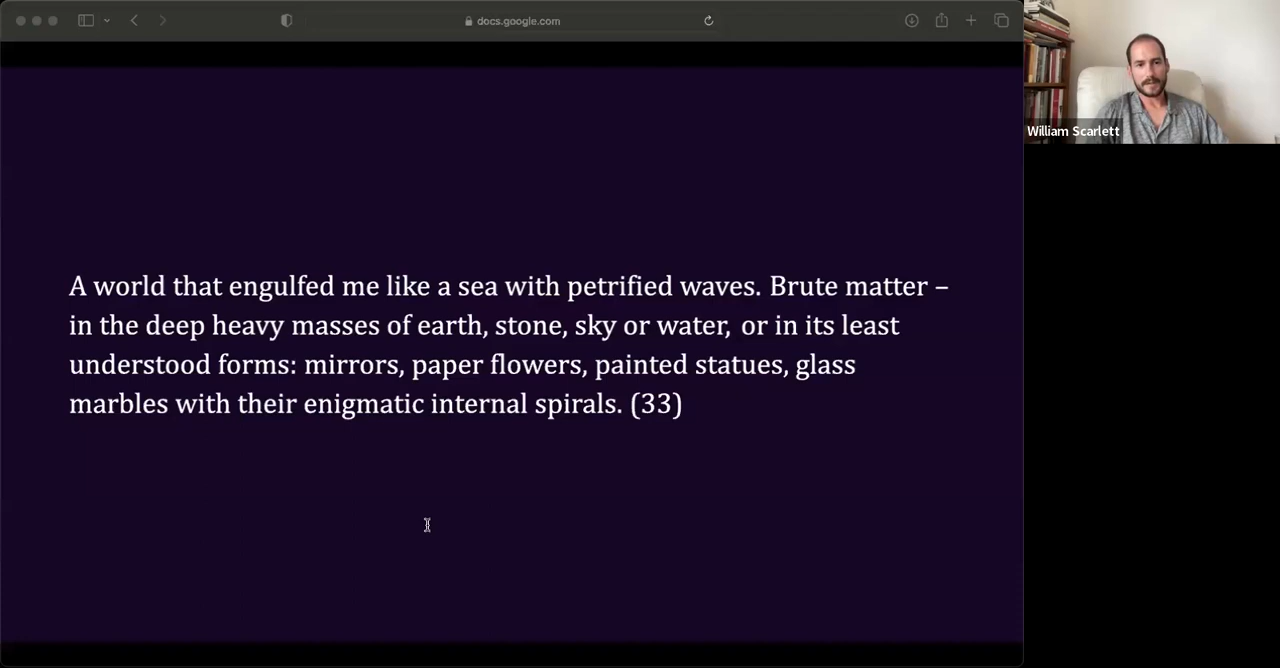 docs.google.com
William Scarlett
A world that engulfed me like a sea with petrified waves. Brute matter –
in the deep heavy masses of earth, stone, sky or water, or in its least
understood forms: mirrors, paper flowers, painted statues, glass
marbles with their enigmatic internal spirals. (33)